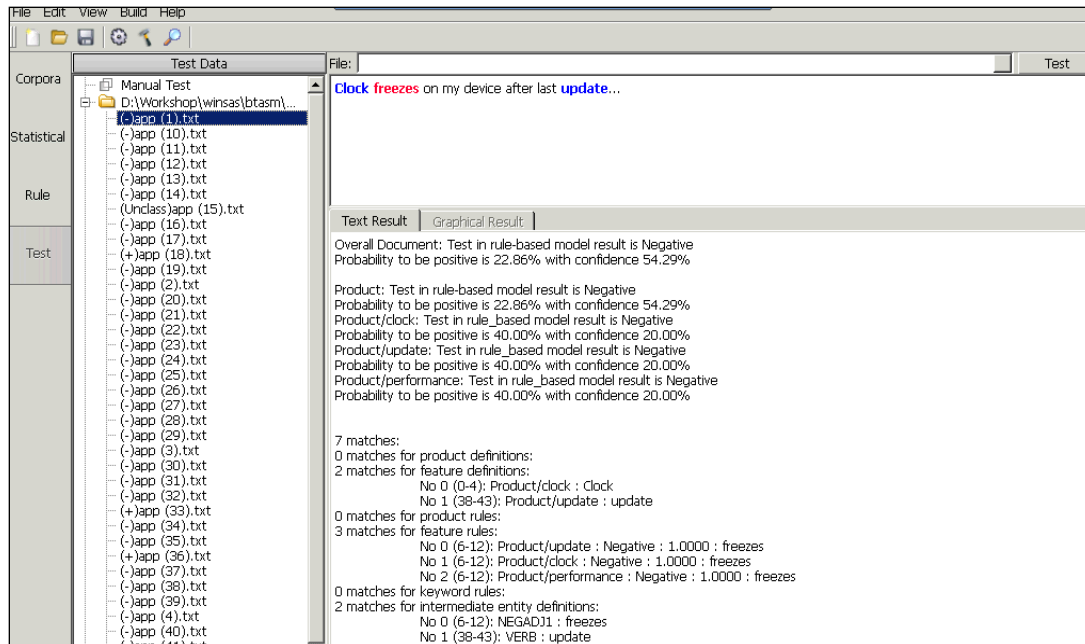 File Edit View Build Help
Test Data
File:
Test
Corpora
Statistical
Rule
Test
Manual Test
D:\Workshop\winsas\btasm\...
(-)app (1).txt
(-)app (10).txt
(-)app (11).txt
(-)app (12).txt
(-)app (13).txt
(-)app (14).txt
(Unclass)app (15).txt
(-)app (16).txt
(-)app (17).txt
(+)app (18).txt
(-)app (19).txt
(-)app (2).txt
(-)app (20).txt
(-)app (21).txt
(-)app (22).txt
(-)app (23).txt
(-)app (24).txt
(-)app (25).txt
(-)app (26).txt
(-)app (27).txt
(-)app (28).txt
(-)app (29).txt
(-)app (3).txt
(-)app (30).txt
(-)app (31).txt
(-)app (32).txt
(+)app (33).txt
(-)app (34).txt
(-)app (35).txt
(+)app (36).txt
(-)app (37).txt
(-)app (38).txt
(-)app (39).txt
(-)app (4).txt
(-)app (40).txt
(-)app (41).txt
Clock freezes on my device after last update...
Text Result Graphical Result
Overall Document: Test in rule-based model result is Negative
Probability to be positive is 22.86% with confidence 54.29%
Product: Test in rule-based model result is Negative
Probability to be positive is 22.86% with confidence 54.29%
Product/clock: Test in rule_based model result is Negative
Probability to be positive is 40.00% with confidence 20.00%
Product/update: Test in rule_based model result is Negative
Probability to be positive is 40.00% with confidence 20.00%
Product/performance: Test in rule_based model result is Negative
Probability to be positive is 40.00% with confidence 20.00%
7 matches:
0 matches for product definitions:
2 matches for feature definitions:
No 0 (0-4): Product/clock : Clock
No 1 (38-43): Product/update : update
0 matches for product rules:
3 matches for feature rules:
No 0 (6-12): Product/update : Negative : 1.0000 : freezes
No 1 (6-12): Product/clock : Negative : 1.0000 : freezes
No 2 (6-12): Product/performance : Negative : 1.0000 : freezes
0 matches for keyword rules:
2 matches for intermediate entity definitions:
No 0 (6-12): NEGADJ1 : freezes
No 1 (38-43): VERB : update